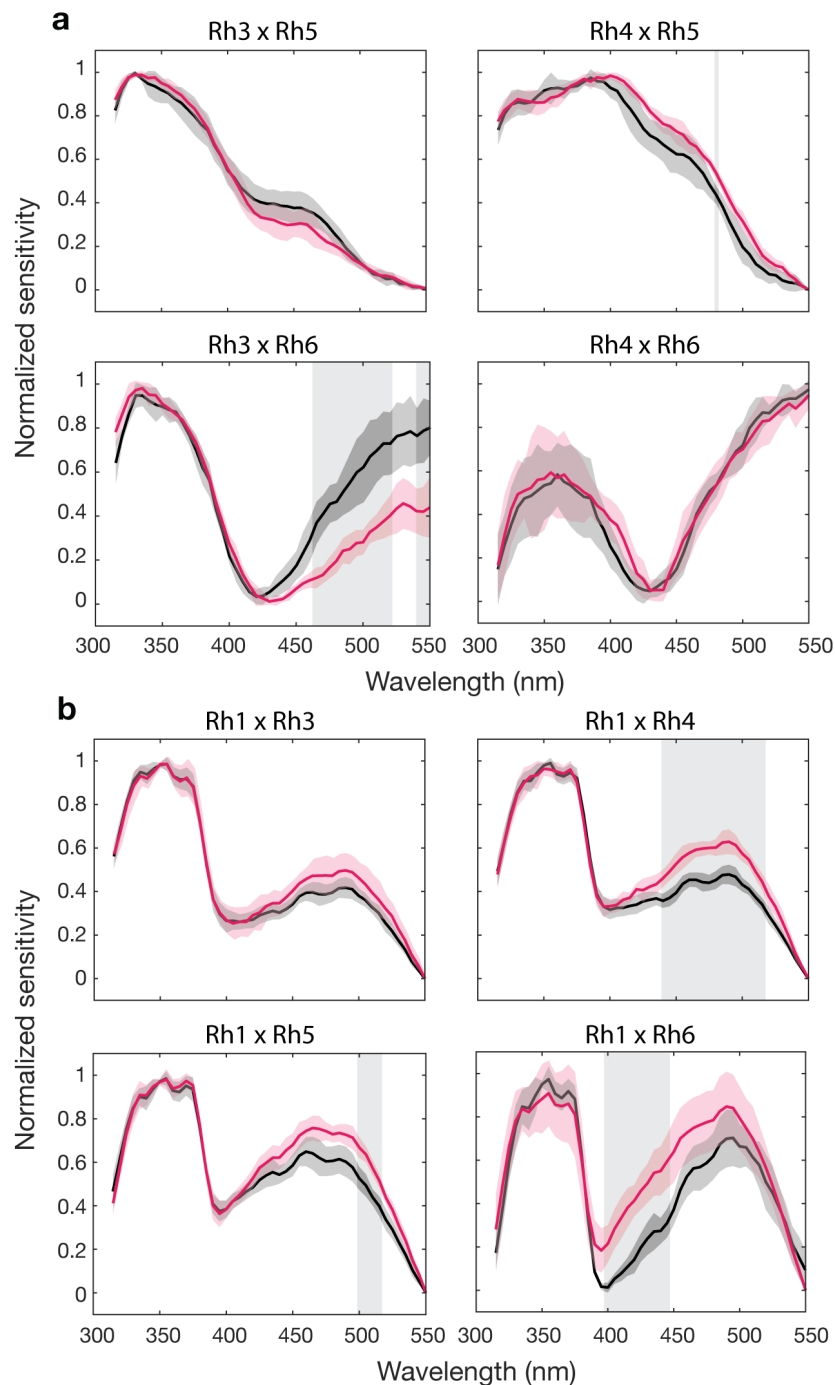 a
Rh3 x Rh5
Rh4 x Rh5
1
0.8
0.6
0.4
0.2
0
Normalized sensitivity
Rh3 x Rh6
Rh4 x Rh6
1
0.8
0.6
0.4
0.2
0
300 350 400 450 500 550
300 350 400 450 500 550
Wavelength (nm)
b
Rh1 x Rh3
Rh1 x Rh4
1
0.8
0.6
0.4
0.2
0
Normalized sensitivity
Rh1 x Rh5
Rh1 x Rh6
1
0.8
0.6
0.4
0.2
0
300 350 400 450 500 550
300 350 400 450 500 550
Wavelength (nm)